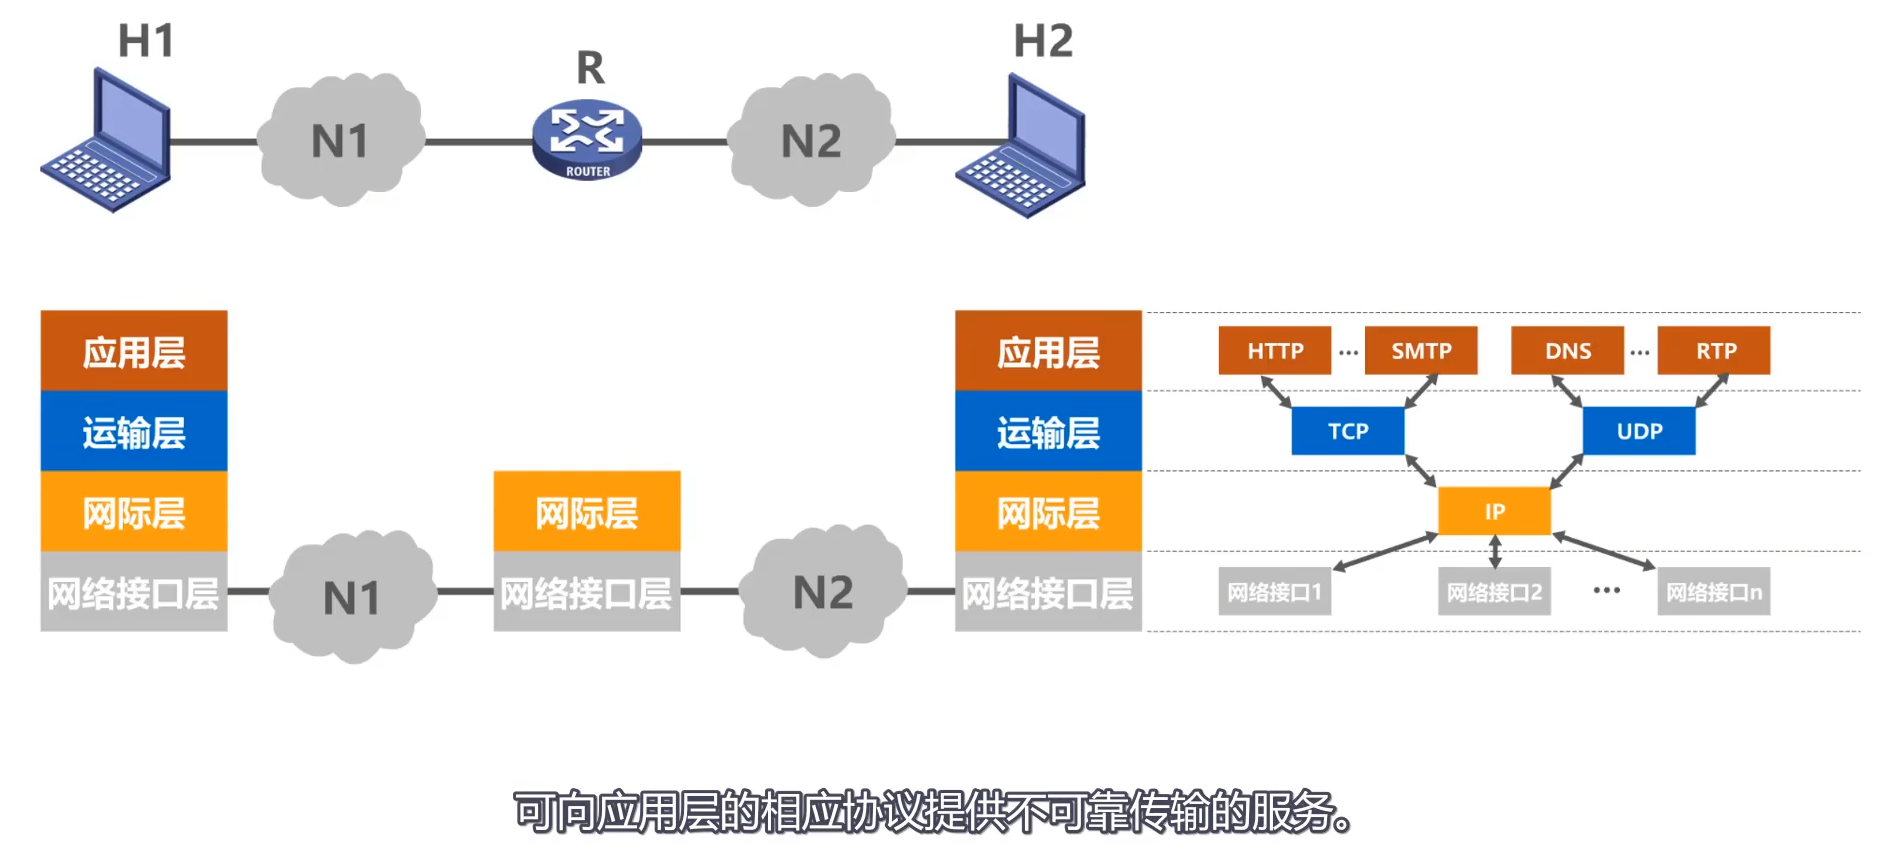 H1
R
H2
N1
ROUTER
N2
应用层
运输层
网际层
网络接口层
N1
网际层
网络接口层
N2
应用层
运输层
网际层
网络接口层
HTTP … SMTP DNS … RTP
TCP UDP
IP
网络接口1 网络接口2 … 网络接口n
可向应用层的相应协议提供不可靠传输的服务。